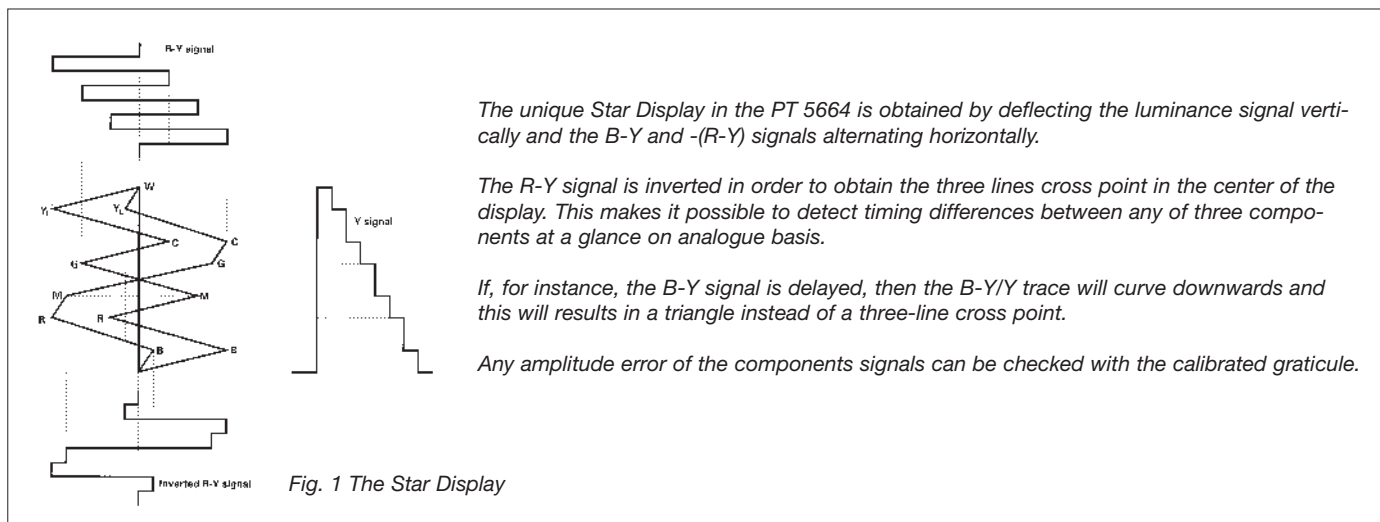 R-Y signal
The unique Star Display in the PT 5664 is obtained by deflecting the luminance signal verti-
cally and the B-Y and -(R-Y) signals alternating horizontally.
The R-Y signal is inverted in order to obtain the three lines cross point in the center of the
display. This makes it possible to detect timing differences between any of three compo-
nents at a glance on analogue basis.
If, for instance, the B-Y signal is delayed, then the B-Y/Y trace will curve downwards and
this will results in a triangle instead of a three-line cross point.
Any amplitude error of the components signals can be checked with the calibrated graticule.
W
Y
Y
Y signal
C
C
G
G
M
M
R
R
B
B
Inverted R-Y signal
Fig. 1 The Star Display